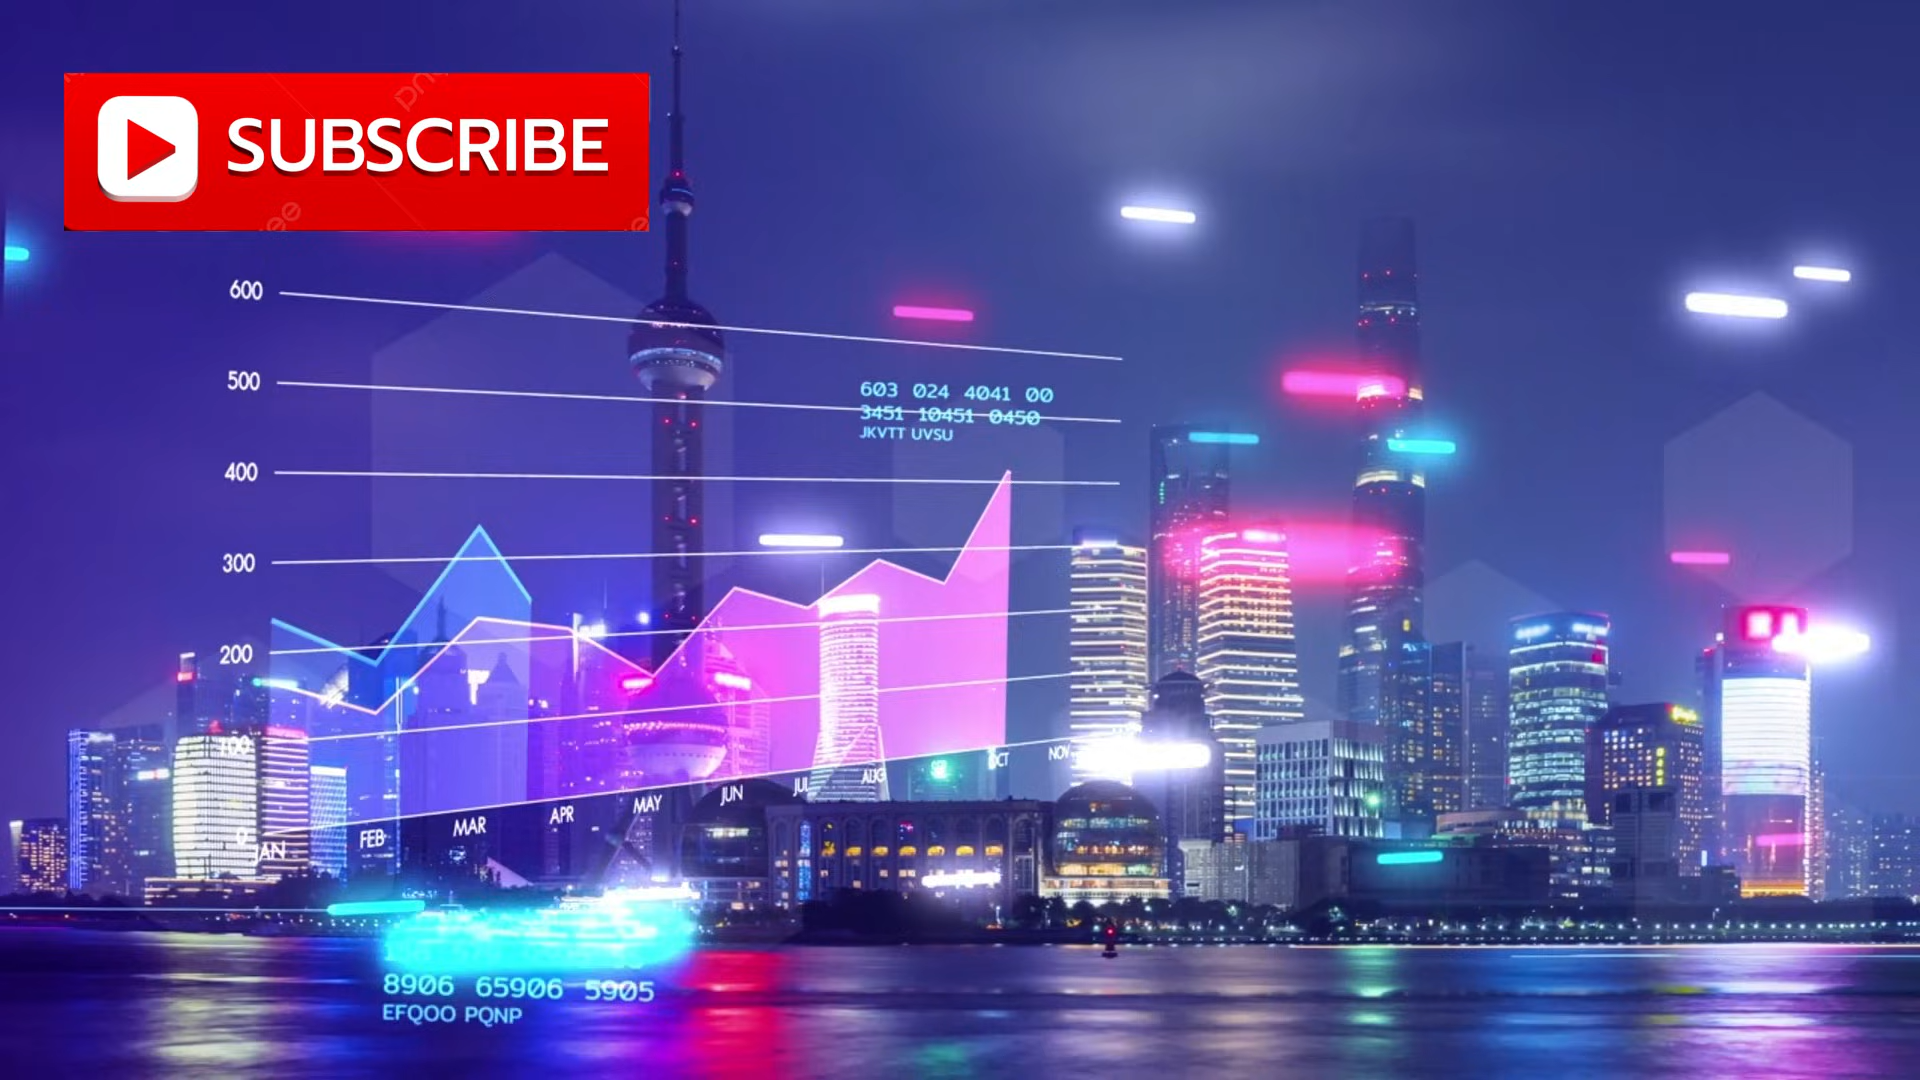 SUBSCRIBE
600
500
603 024 4041 00
3451 10451 0450
JKVTT UVSU
400
300
200
100
0
JAN FEB MAR APR MAY JUN JUL AUG SEP OCT NOV
8906 65906 5905
EFQOO PQNP